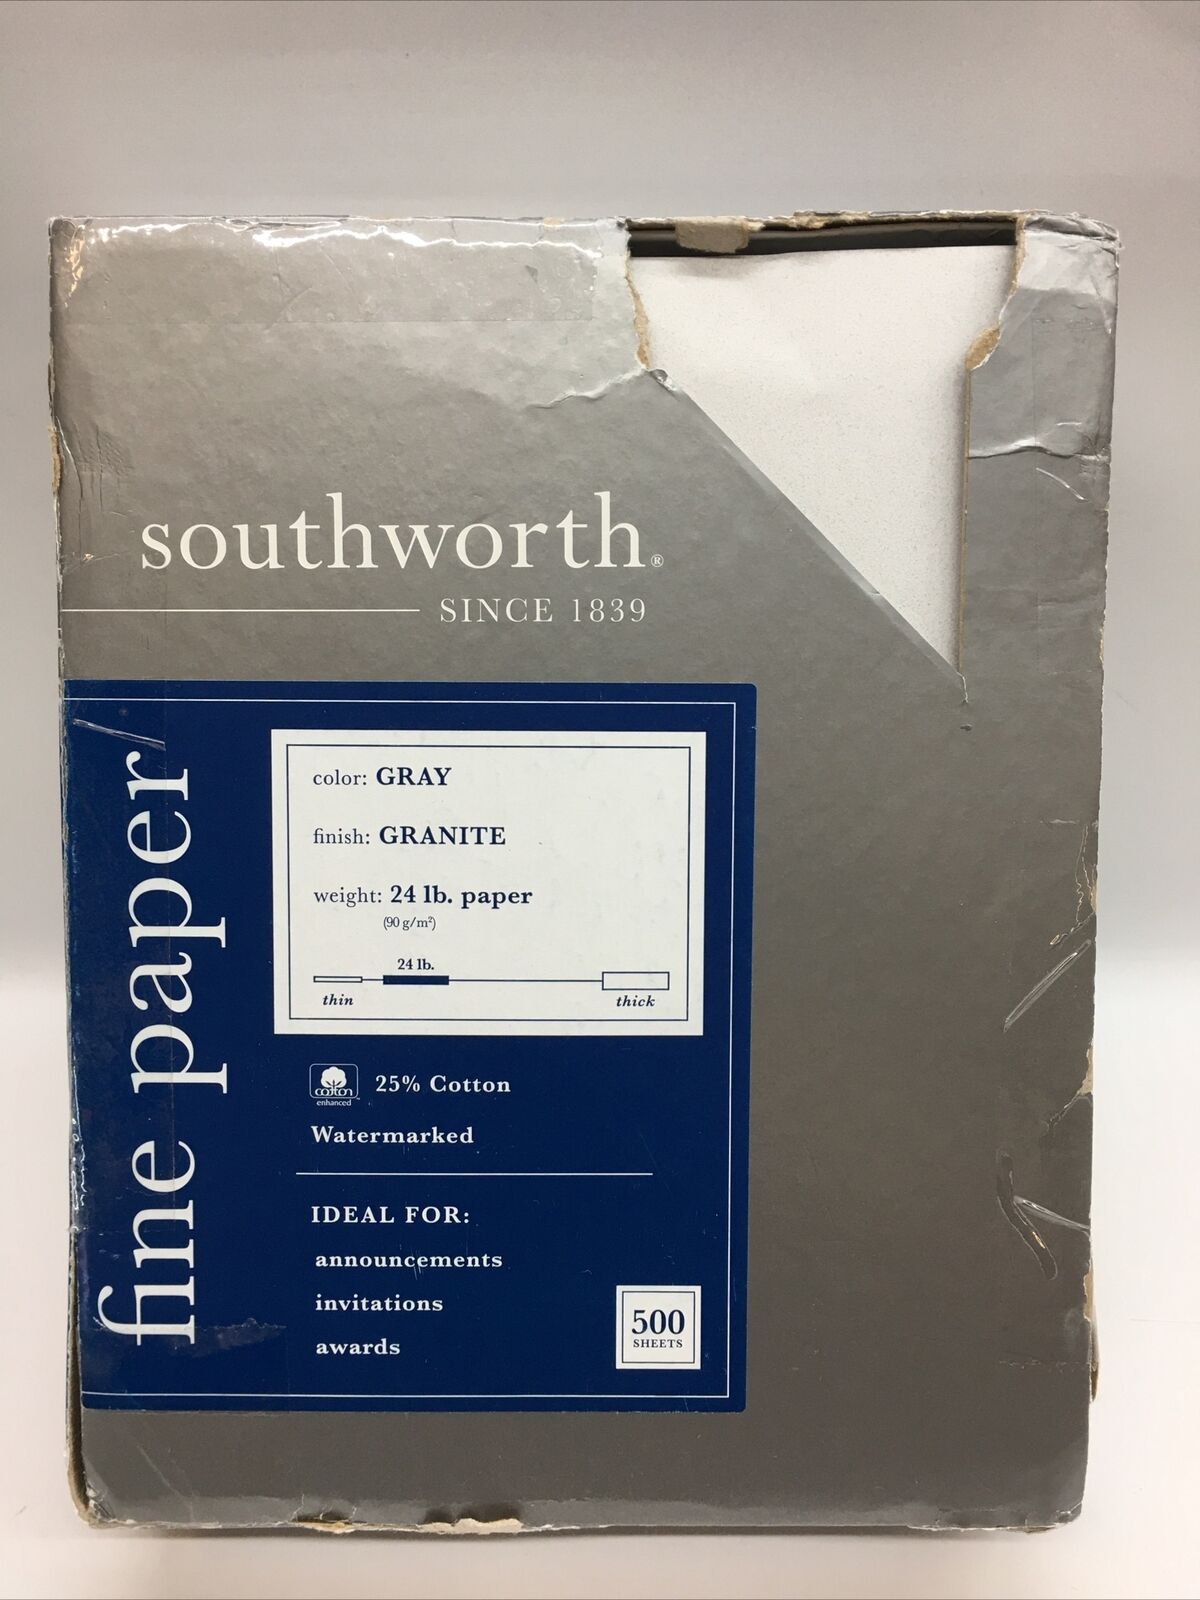 southworth®
SINCE 1839
fine paper
color: GRAY
finish: GRANITE
weight: 24 lb. paper
(90 g/m²)
24 lb.
thin
thick
cotton™
enhanced
25% Cotton
Watermarked
IDEAL FOR:
announcements
invitations
awards
500
SHEETS